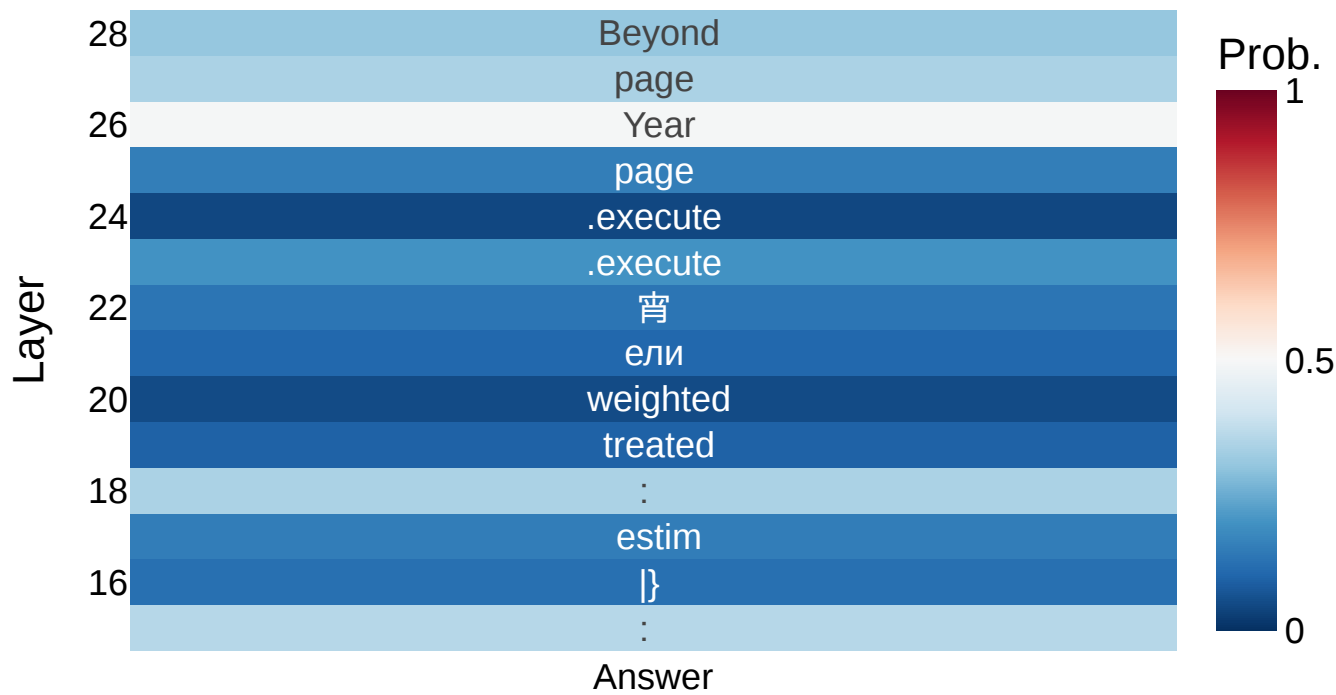 28 Beyond
page
26 Year
page
24 .execute
.execute
22 宵
ели
20 weighted
treated
18 :
estim
16 |}
:
Answer
Layer
Prob.
1
0.5
0